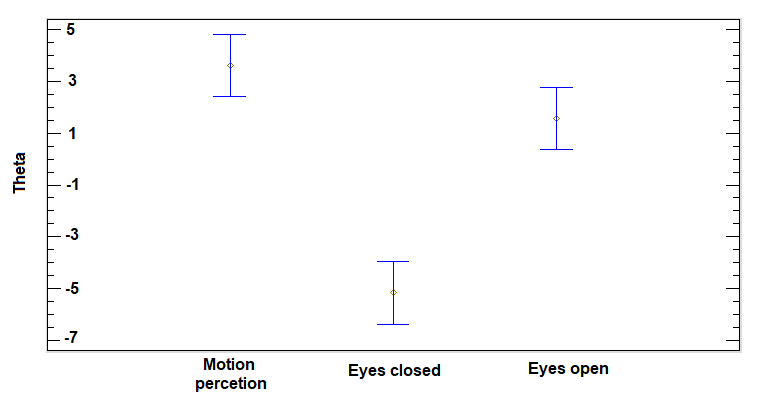 5
3
1
-1
-3
-5
-7
Theta
Motion
percetion
Eyes closed
Eyes open